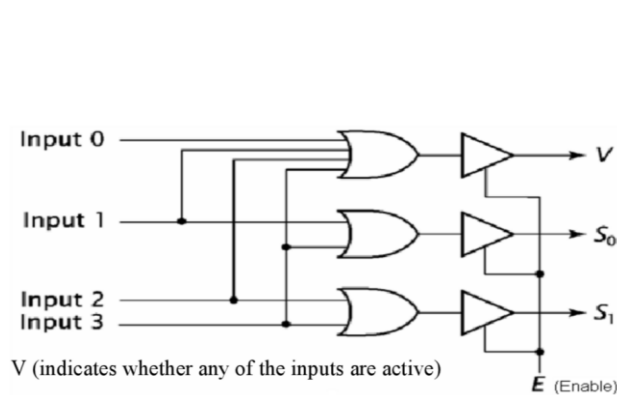 Input 0
V
Input 1
S0
Input 2
Input 3
S1
V (indicates whether any of the inputs are active)
E (Enable)